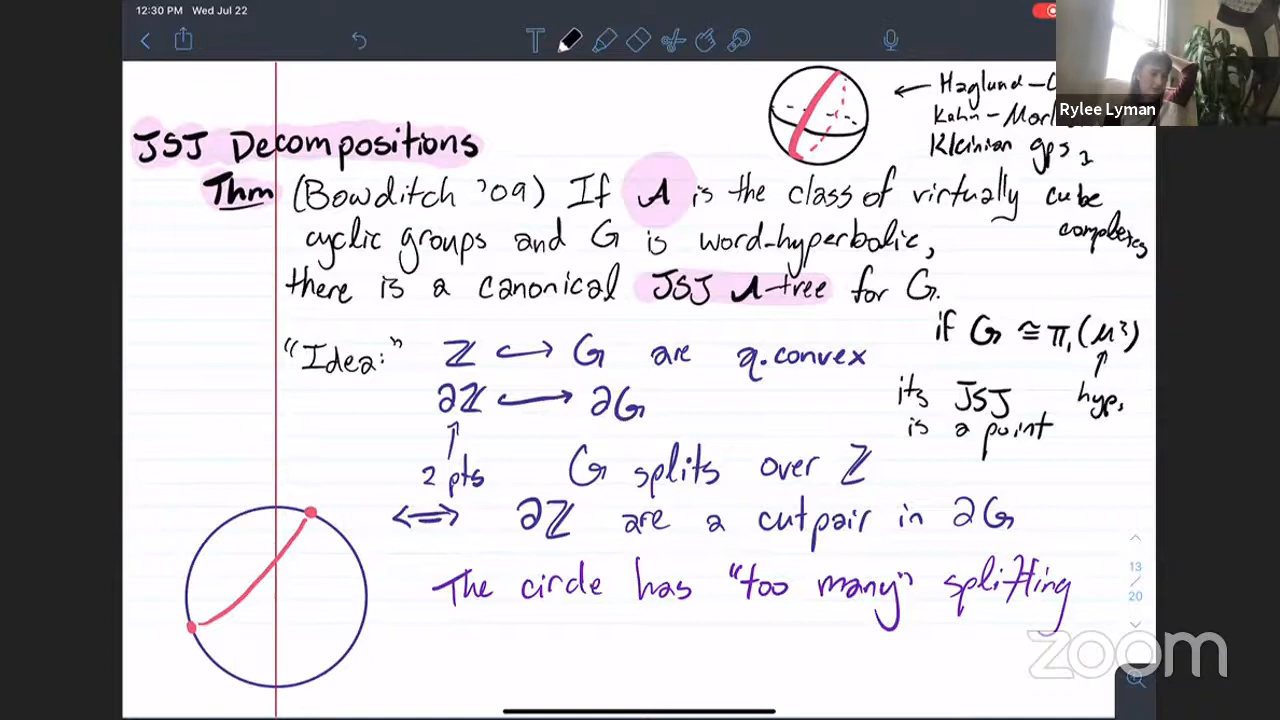 12:30 PM Wed Jul 22
Haglund-
Rylee Lyman
Kahn-
Kleinian gps,
cube
complexes
JSJ Decompositions
Thm (Bowditch '09) If A is the class of virtually
cyclic groups and G is word-hyperbolic,
there is a canonical JSJ A-tree for G.
if G ≅ π₁(M³)
hyp.
its JSJ
is a point
"Idea:" ℤ ↪ G are q.convex
∂ℤ ↪ ∂G
2 pts
G splits over ℤ
⟺ ∂ℤ are a cutpair in ∂G
The circle has "too many" splitting
13
20
zoom